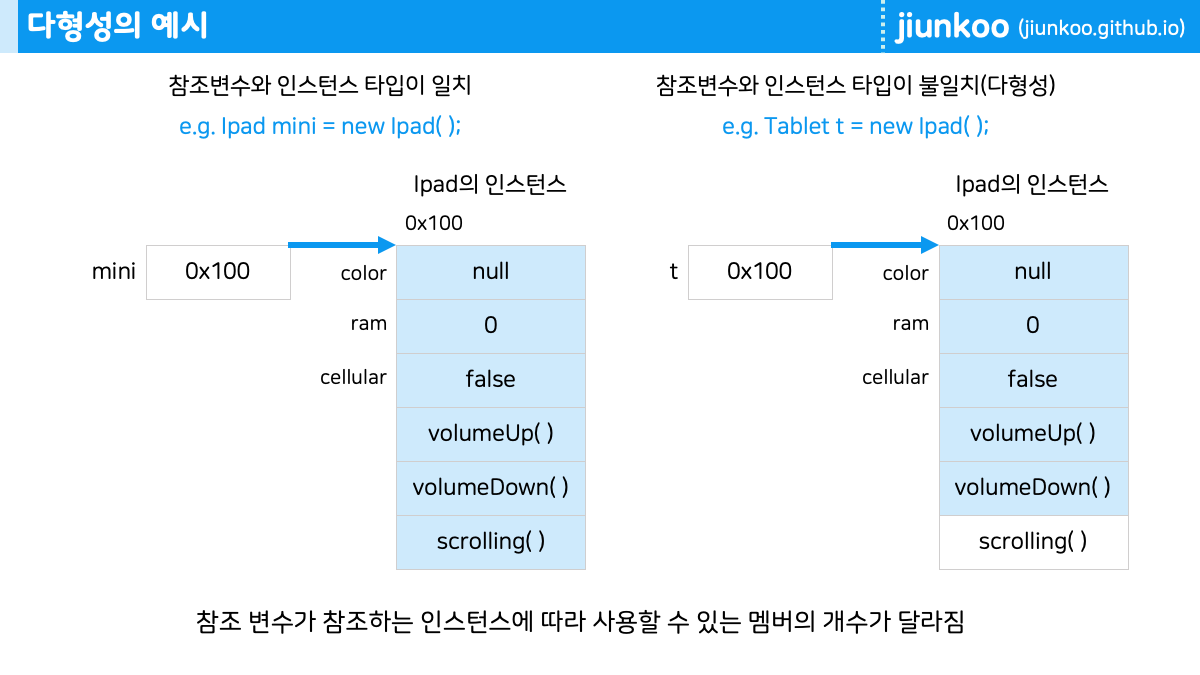 다형성의 예시
jiunkoo (jiunkoo.github.io)
참조변수와 인스턴스 타입이 일치
e.g. Ipad mini = new Ipad( );
Ipad의 인스턴스
0x100
mini
0x100
color
null
ram
0
cellular
false
volumeUp( )
volumeDown( )
scrolling( )
참조변수와 인스턴스 타입이 불일치(다형성)
e.g. Tablet t = new Ipad( );
Ipad의 인스턴스
0x100
t
0x100
color
null
ram
0
cellular
false
volumeUp( )
volumeDown( )
scrolling( )
참조 변수가 참조하는 인스턴스에 따라 사용할 수 있는 멤버의 개수가 달라짐